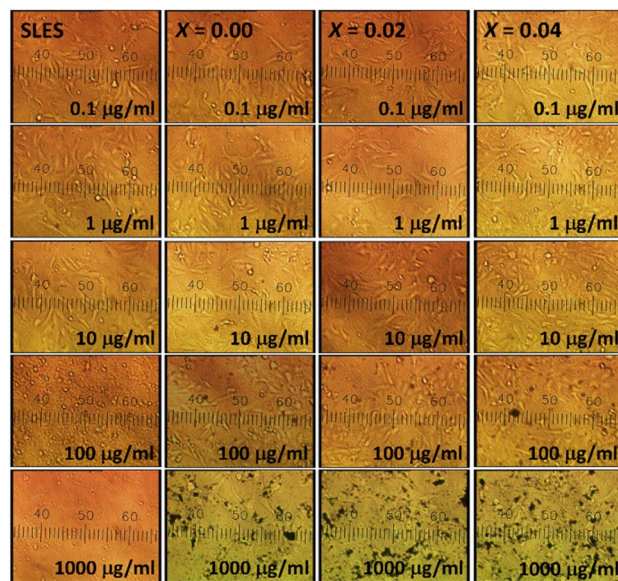 SLES X = 0.00 X = 0.02 X = 0.04
40 50 60 40 50 60 40 50 60 40 50 60
0.1 µg/ml 0.1 µg/ml 0.1 µg/ml 0.1 µg/ml
40 50 60 40 50 60 40 50 60 40 50 60
1 µg/ml 1 µg/ml 1 µg/ml 1 µg/ml
40 50 60 40 50 60 40 50 60 40 50 60
10 µg/ml 10 µg/ml 10 µg/ml 10 µg/ml
40 50 60 40 50 60 40 50 60 40 50 60
100 µg/ml 100 µg/ml 100 µg/ml 100 µg/ml
40 50 60 40 50 60 40 50 60 40 50 60
1000 µg/ml 1000 µg/ml 1000 µg/ml 1000 µg/ml